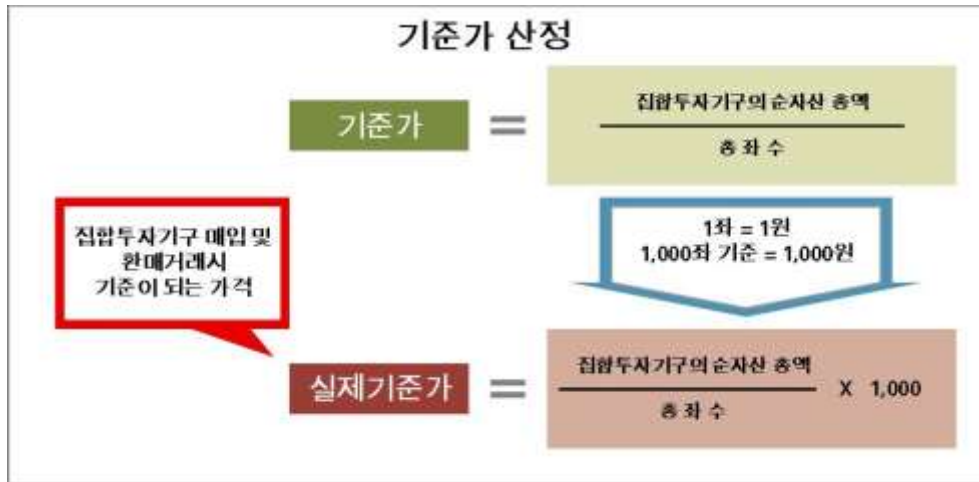 기준가 산정
기준가
=
집합투자기구의 순자산 총액
총 좌 수
집합투자기구 매입 및
환매거래시
기준이 되는 가격
1좌 = 1원
1,000좌 기준 = 1,000원
실제기준가
=
집합투자기구의 순자산 총액
총 좌 수
X 1,000